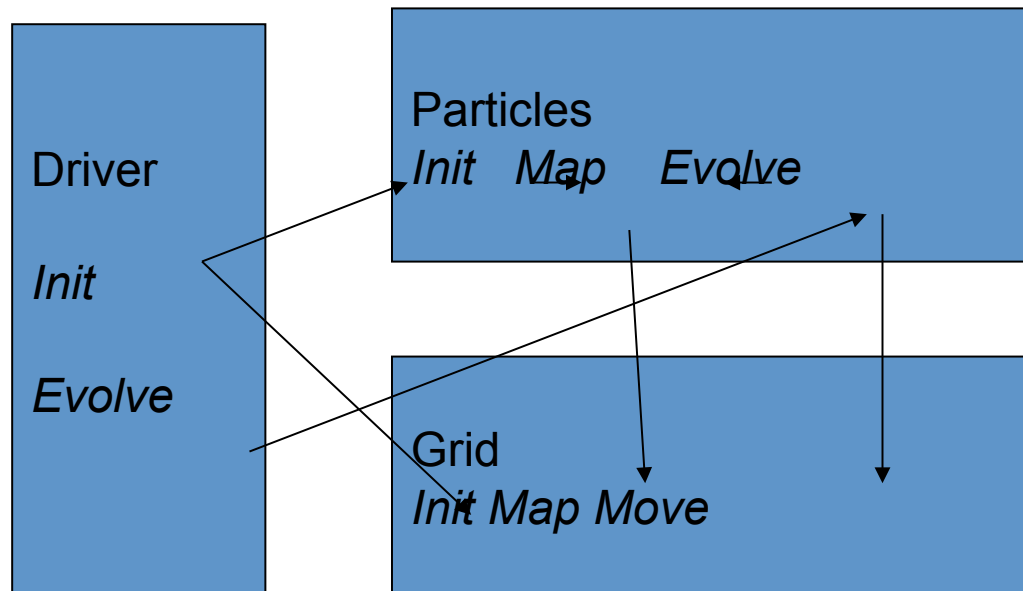 Driver
Init
Evolve
Particles
Init Map Evolve
Grid
Init Map Move